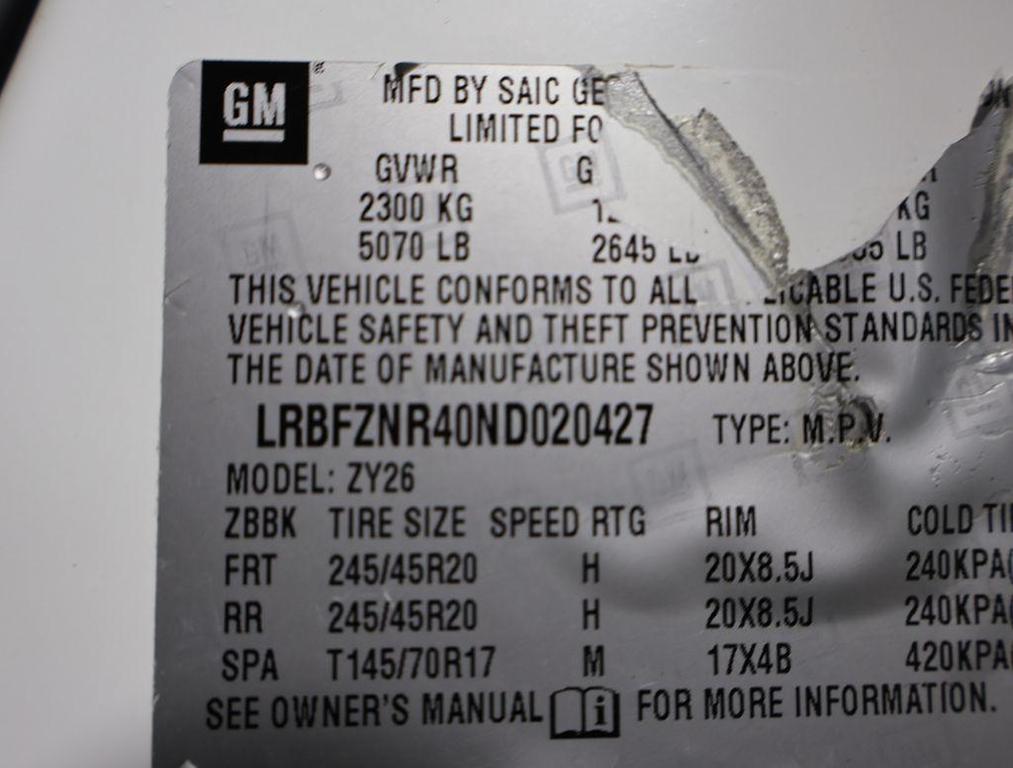 GM MFD BY SAIC GE
LIMITED FO
GVWR G
2300 KG KG
5070 LB 2645 LB
THIS VEHICLE CONFORMS TO ALL U.S. FEDE
VEHICLE SAFETY AND THEFT PREVENTION STANDARDS IN
THE DATE OF MANUFACTURE SHOWN ABOVE.
LRBFZNR40ND020427 TYPE: M.P.V.
MODEL: ZY26
ZBBK TIRE SIZE SPEED RTG RIM COLD TI
FRT 245/45R20 H 20X8.5J 240KPA(
RR 245/45R20 H 20X8.5J 240KPA(
SPA T145/70R17 M 17X4B 420KPA(
SEE OWNER'S MANUAL FOR MORE INFORMATION.